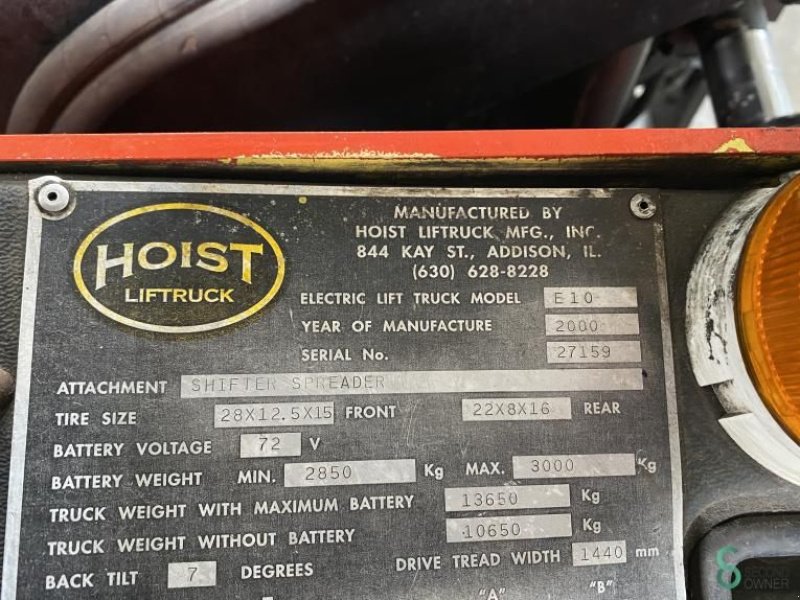 HOIST
LIFTRUCK
MANUFACTURED BY
HOIST LIFTRUCK MFG., INC.
844 KAY ST., ADDISON, IL.
(630) 628-8228
ELECTRIC LIFT TRUCK MODEL E10
YEAR OF MANUFACTURE 2000
SERIAL No. 27159
ATTACHMENT SHIFTER SPREADER
TIRE SIZE 28X12.5X15 FRONT 22X8X16 REAR
BATTERY VOLTAGE 72 V
BATTERY WEIGHT MIN. 2850 Kg MAX. 3000 Kg
TRUCK WEIGHT WITH MAXIMUM BATTERY 13650 Kg
TRUCK WEIGHT WITHOUT BATTERY 10650 Kg
BACK TILT 7 DEGREES DRIVE TREAD WIDTH 1440 mm
"A" "B"
SECOND
OWNER